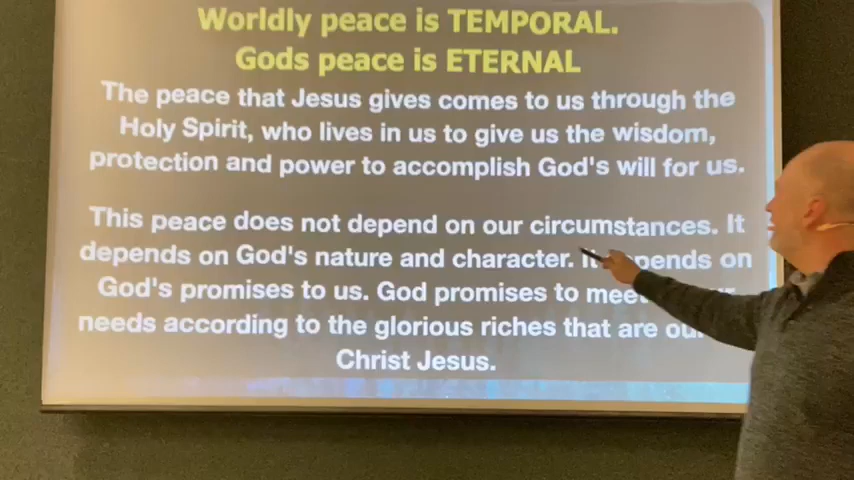 Worldly peace is TEMPORAL.
Gods peace is ETERNAL
The peace that Jesus gives comes to us through the
Holy Spirit, who lives in us to give us the wisdom,
protection and power to accomplish God's will for us.
This peace does not depend on our circumstances. It
depends on God's nature and character. It depends on
God's promises to us. God promises to meet
needs according to the glorious riches that are
Christ Jesus.